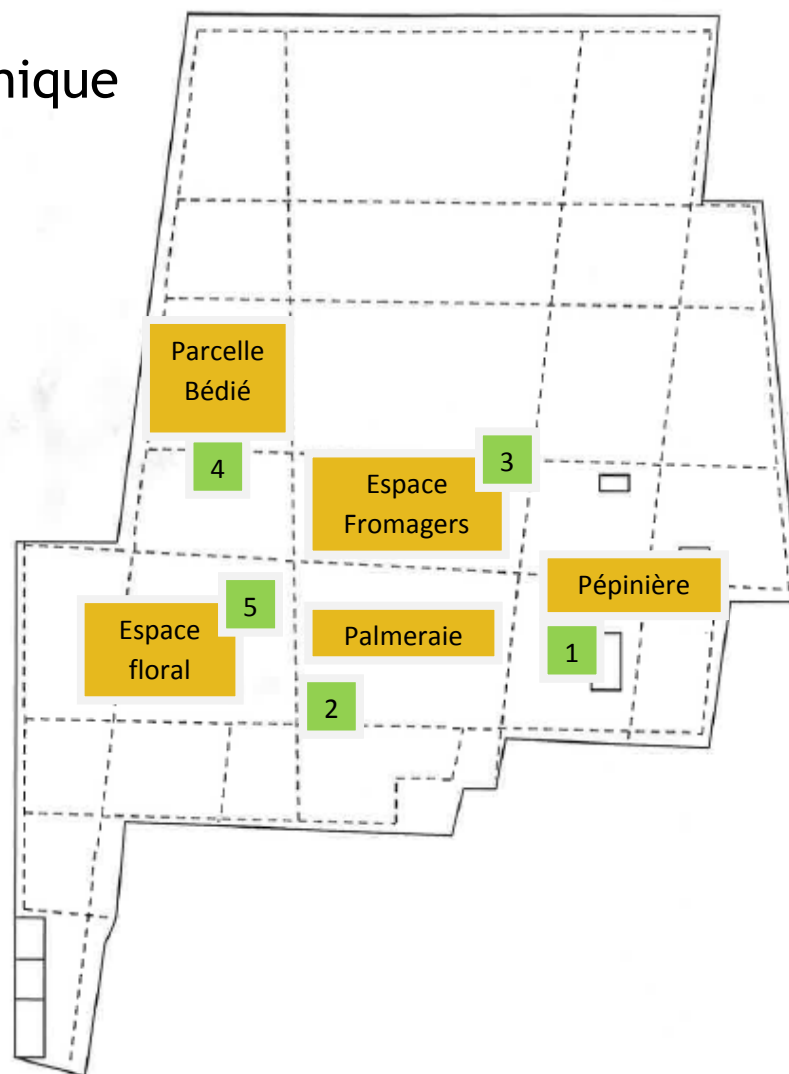 nique
Parcelle
Bédié
4
3
Espace
Fromagers
Pépinière
5
Espace
floral
Palmeraie
1
2